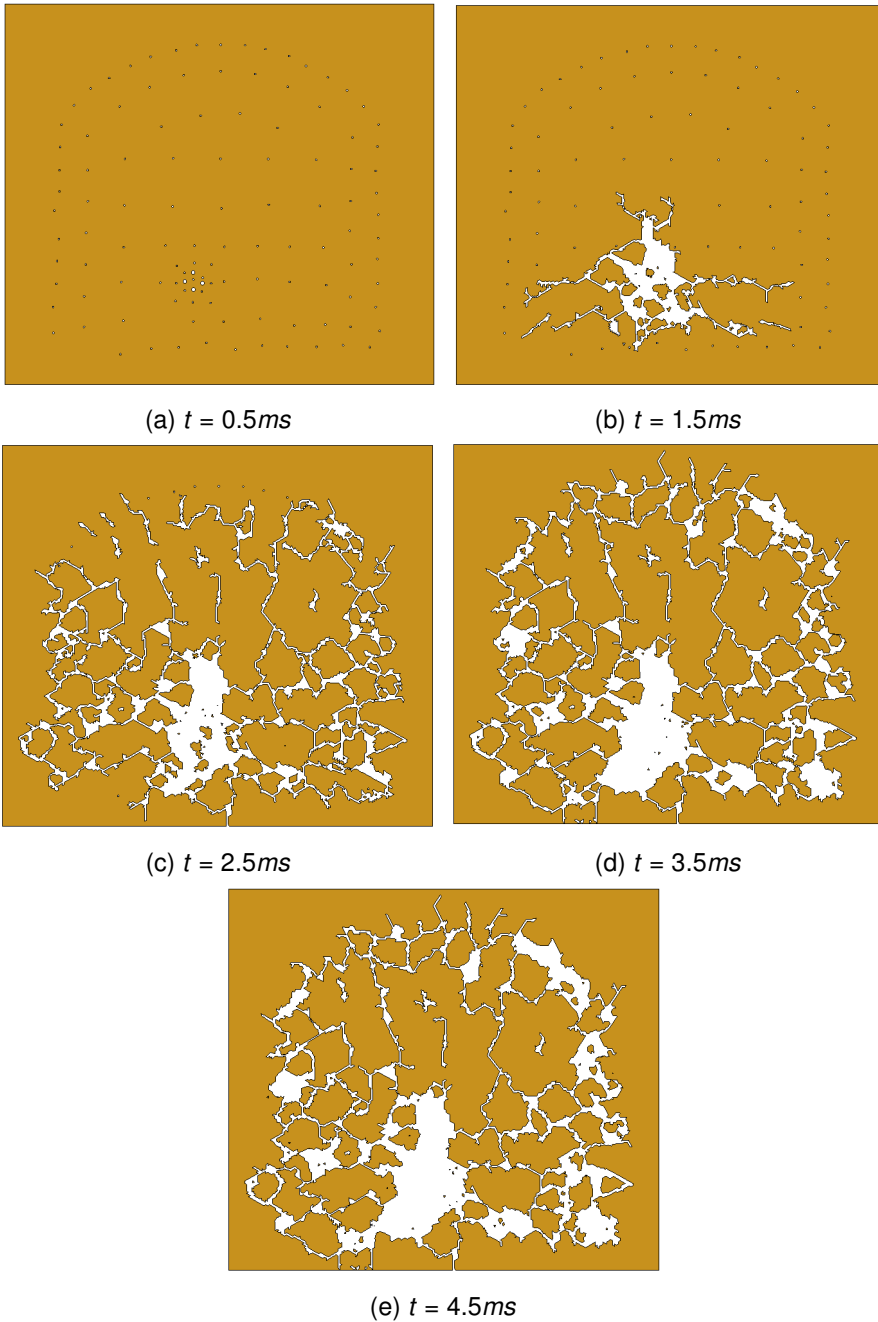 (a) t = 0.5ms
(b) t = 1.5ms
(c) t = 2.5ms
(d) t = 3.5ms
(e) t = 4.5ms